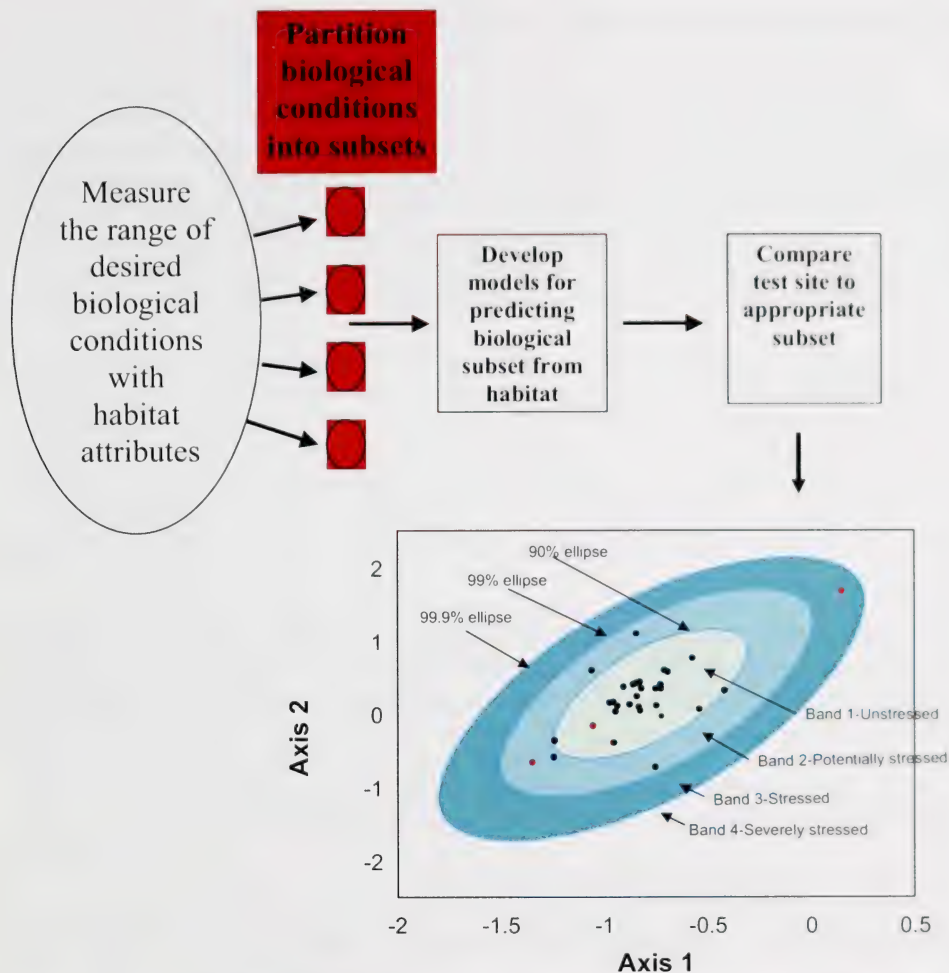 Partition
biological
conditions
into subsets
Measure
the range of
desired
biological
conditions
with
habitat
attributes
Develop
models for
predicting
biological
subset from
habitat
Compare
test site to
appropriate
subset
90% ellipse
99% ellipse
99.9% ellipse
Band 1-Unstressed
Band 2-Potentially stressed
Band 3-Stressed
Band 4-Severely stressed
Axis 2
2
1
0
-1
-2
-2
-1.5
-1
-0.5
0
0.5
Axis 1